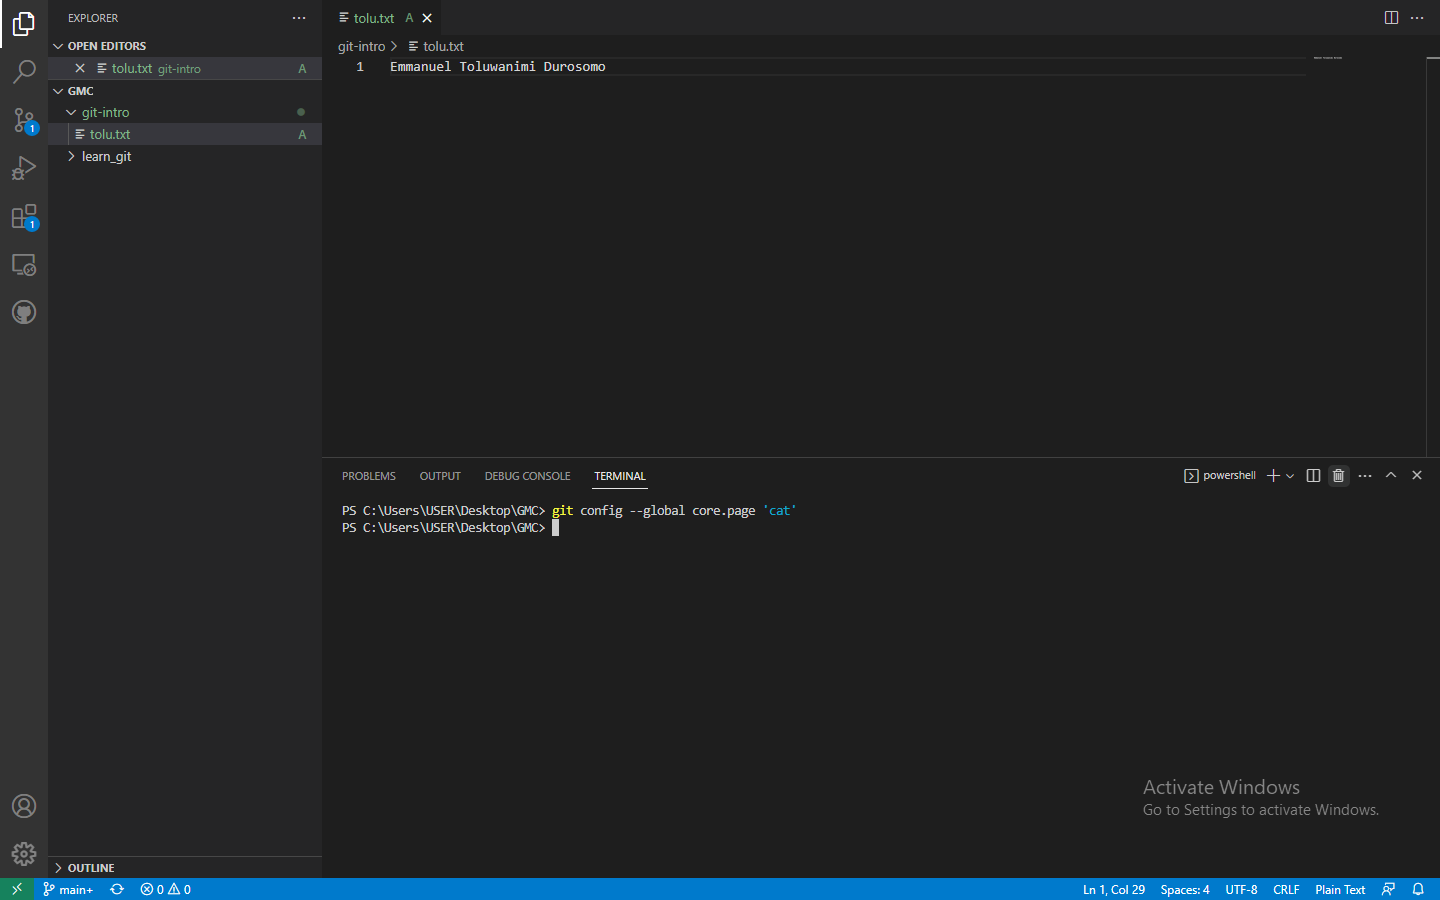 EXPLORER
OPEN EDITORS
tolu.txt git-intro A
GMC
git-intro
tolu.txt A
learn_git
1
1
OUTLINE
tolu.txt A
git-intro > tolu.txt
1 Emmanuel Toluwanimi Durosomo
PROBLEMS OUTPUT DEBUG CONSOLE TERMINAL powershell
PS C:\Users\USER\Desktop\GMC> git config --global core.page 'cat'
PS C:\Users\USER\Desktop\GMC>
Activate Windows
Go to Settings to activate Windows.
main+ 0 0 Ln 1, Col 29 Spaces: 4 UTF-8 CRLF Plain Text